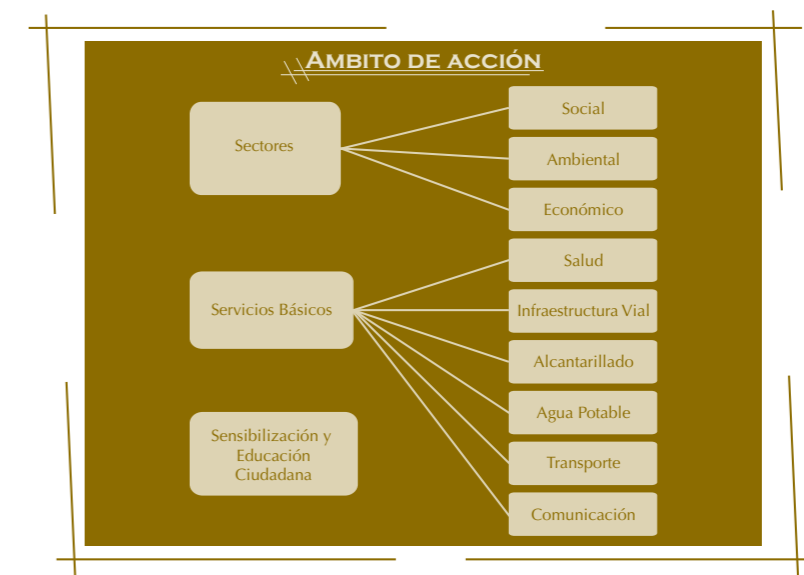 AMBITO DE ACCIÓN
Sectores
Social
Ambiental
Económico
Servicios Básicos
Salud
Infraestructura Vial
Alcantarillado
Agua Potable
Transporte
Comunicación
Sensibilización y
Educación
Ciudadana